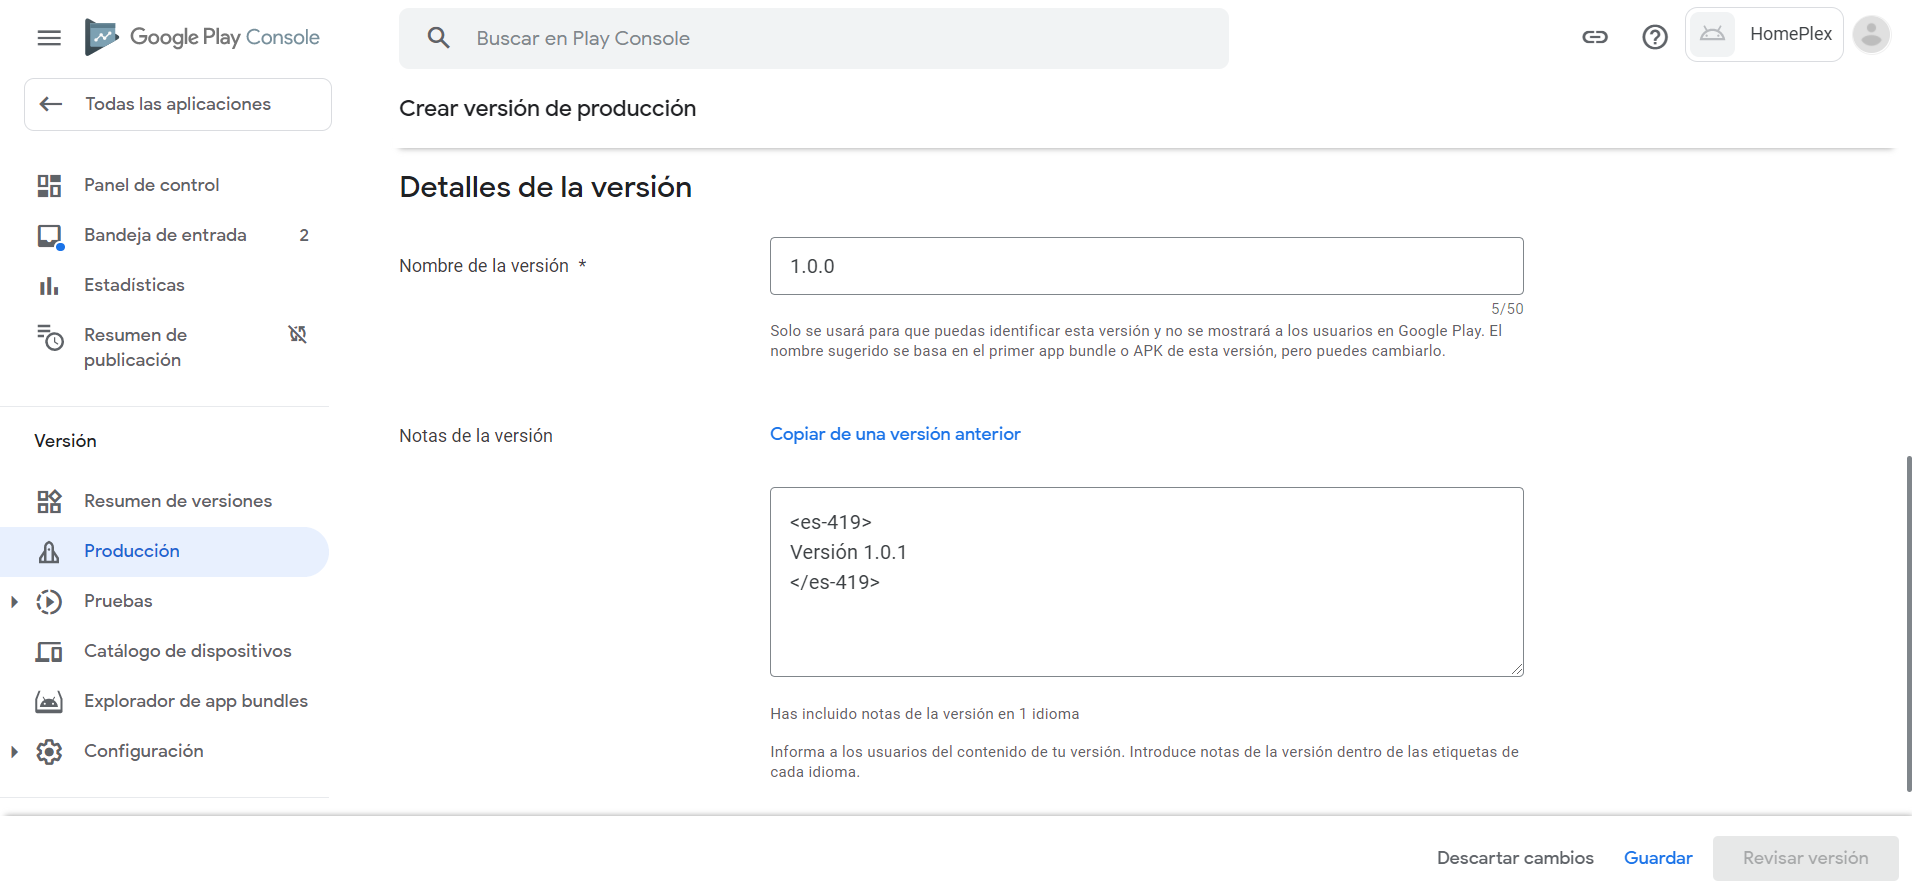 Google Play Console
Buscar en Play Console
HomePlex
Todas las aplicaciones
Panel de control
Bandeja de entrada 2
Estadísticas
Resumen de
publicación
Versión
Resumen de versiones
Producción
Pruebas
Catálogo de dispositivos
Explorador de app bundles
Configuración
Crear versión de producción
Detalles de la versión
Nombre de la versión *
1.0.0
5/50
Solo se usará para que puedas identificar esta versión y no se mostrará a los usuarios en Google Play. El
nombre sugerido se basa en el primer app bundle o APK de esta versión, pero puedes cambiarlo.
Notas de la versión
Copiar de una versión anterior
<es-419>
Versión 1.0.1
</es-419>
Has incluido notas de la versión en 1 idioma
Informa a los usuarios del contenido de tu versión. Introduce notas de la versión dentro de las etiquetas de
cada idioma.
Descartar cambios
Guardar
Revisar versión